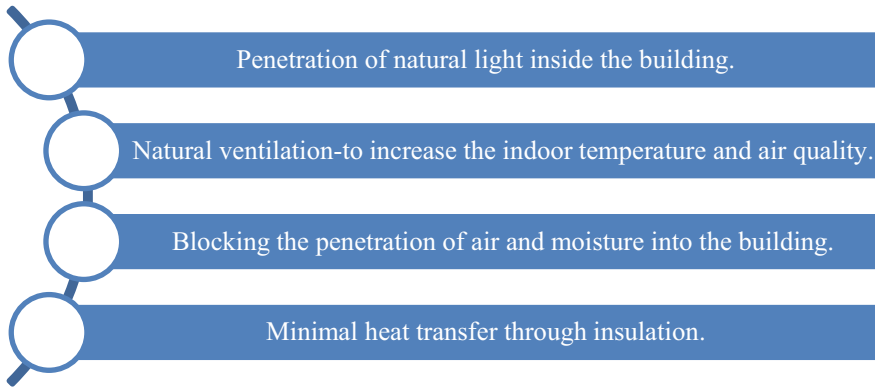 Penetration of natural light inside the building.
Natural ventilation-to increase the indoor temperature and air quality.
Blocking the penetration of air and moisture into the building.
Minimal heat transfer through insulation.